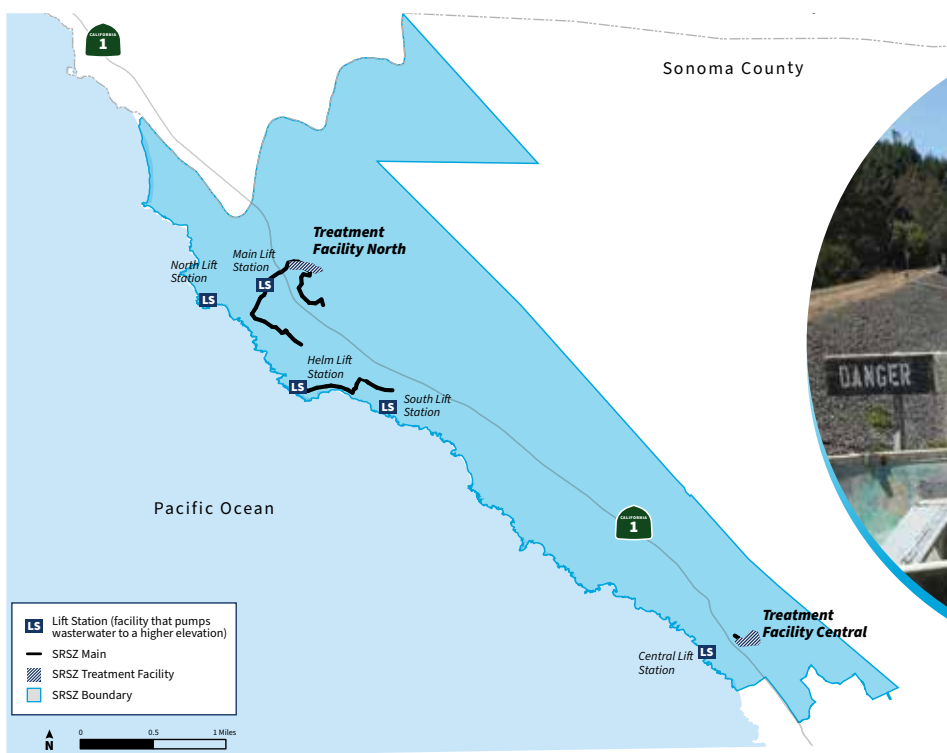 CALIFORNIA
1
Sonoma County
Treatment
Facility North
Main Lift
Station
North Lift
Station
LS
LS
DANGER
Helm Lift
Station
LS
LS
South Lift
Station
Pacific Ocean
CALIFORNIA
1
Treatment
Facility Central
LS
Central Lift
Station
LS
Lift Station (facility that pumps
wasterwater to a higher elevation)
SRSZ Main
SRSZ Treatment Facility
SRSZ Boundary
N
0 0.5 1 Miles